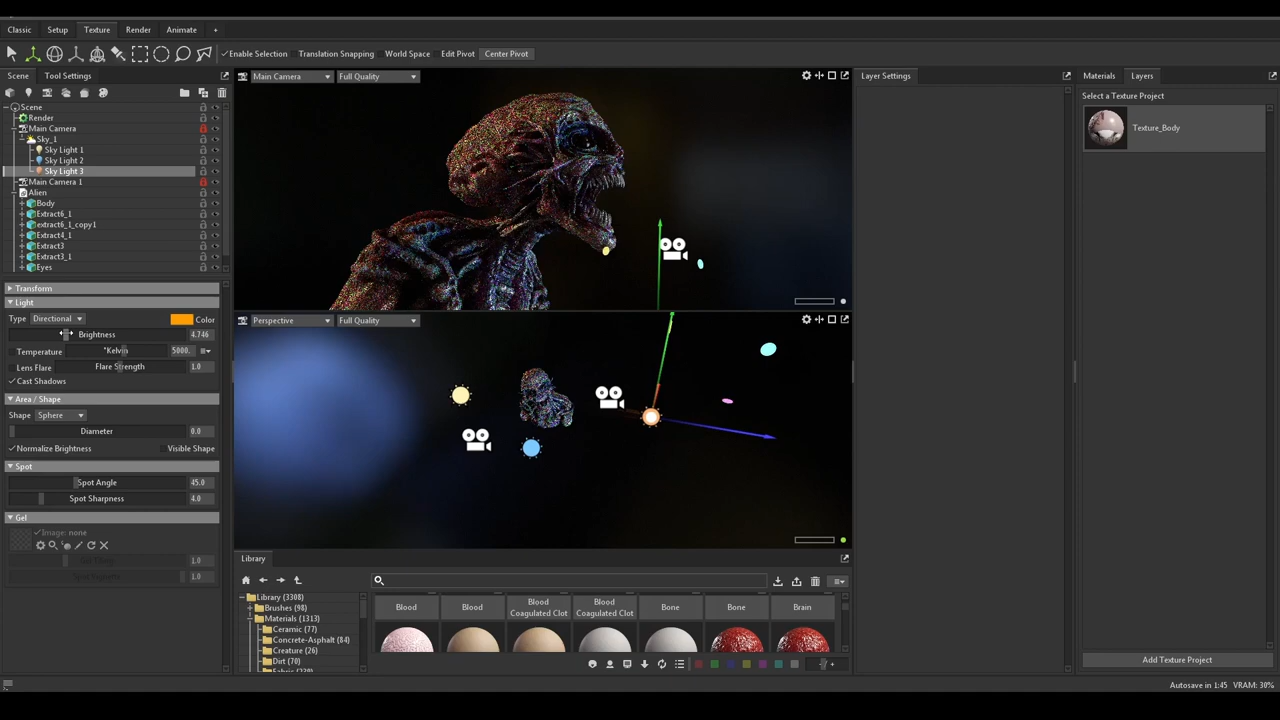 Classic Setup Texture Render Animate +
Enable Selection Translation Snapping World Space Edit Pivot Center Pivot
Scene Tool Settings
Scene
Render
Main Camera
Sky_1
Sky Light 1
Sky Light 2
Sky Light 3
Main Camera 1
Alien
Body
Extract6_1
extract6_1_copy1
Extract4_1
Extract3
Extract3_1
Eyes
Transform
Light
Type Directional Color
Brightness 4.746
Temperature °Kelvin 5000.
Lens Flare Flare Strength 1.0
Cast Shadows
Area / Shape
Shape Sphere
Diameter 0.0
Normalize Brightness Visible Shape
Spot
Spot Angle 45.0
Spot Sharpness 4.0
Gel
Image: none
1.0
1.0
Main Camera Full Quality
Perspective Full Quality
Library
Library (3308)
Brushes (98)
Materials (1313)
Ceramic (77)
Concrete-Asphalt (84)
Creature (26)
Dirt (70)
Blood Blood Blood Coagulated Clot Blood Coagulated Clot Bone Bone Brain
Layer Settings
Materials Layers
Select a Texture Project
Texture_Body
Add Texture Project
Autosave in 1:45 VRAM: 30%